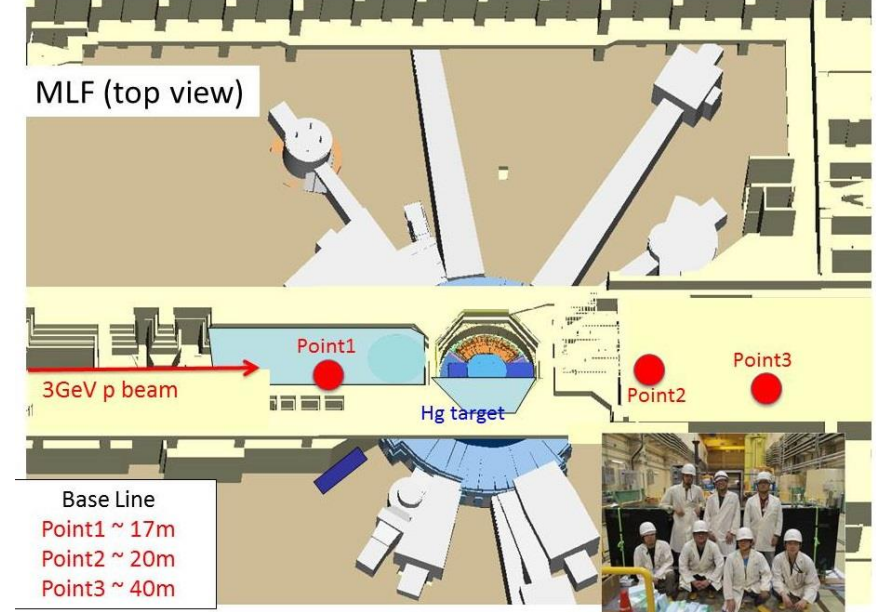 MLF (top view)
Point1
3GeV p beam
Hg target
Point2
Point3
Base Line
Point1 ~ 17m
Point2 ~ 20m
Point3 ~ 40m